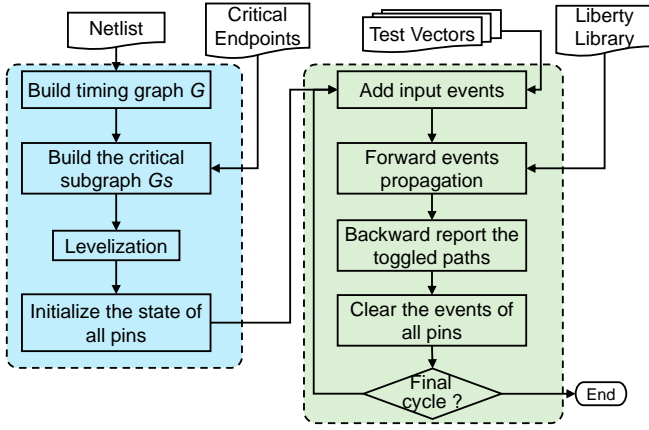 Netlist
Critical
Endpoints
Test Vectors
Liberty
Library
Build timing graph G
Build the critical
subgraph Gs
Levelization
Initialize the state of
all pins
Add input events
Forward events
propagation
Backward report the
toggled paths
Clear the events of
all pins
Final
cycle ?
End